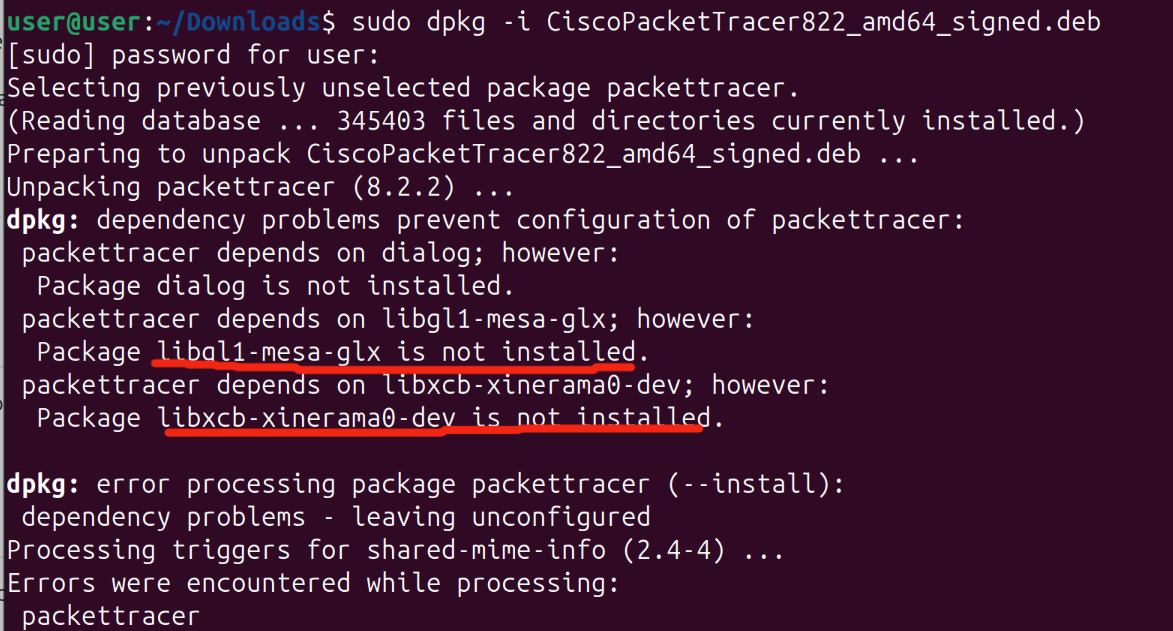 user@user:~/Downloads$ sudo dpkg -i CiscoPacketTracer822_amd64_signed.deb
[sudo] password for user:
Selecting previously unselected package packettracer.
(Reading database ... 345403 files and directories currently installed.)
Preparing to unpack CiscoPacketTracer822_amd64_signed.deb ...
Unpacking packettracer (8.2.2) ...
dpkg: dependency problems prevent configuration of packettracer:
 packettracer depends on dialog; however:
  Package dialog is not installed.
 packettracer depends on libgl1-mesa-glx; however:
  Package libgl1-mesa-glx is not installed.
 packettracer depends on libxcb-xinerama0-dev; however:
  Package libxcb-xinerama0-dev is not installed.

dpkg: error processing package packettracer (--install):
 dependency problems - leaving unconfigured
Processing triggers for shared-mime-info (2.4-4) ...
Errors were encountered while processing:
 packettracer